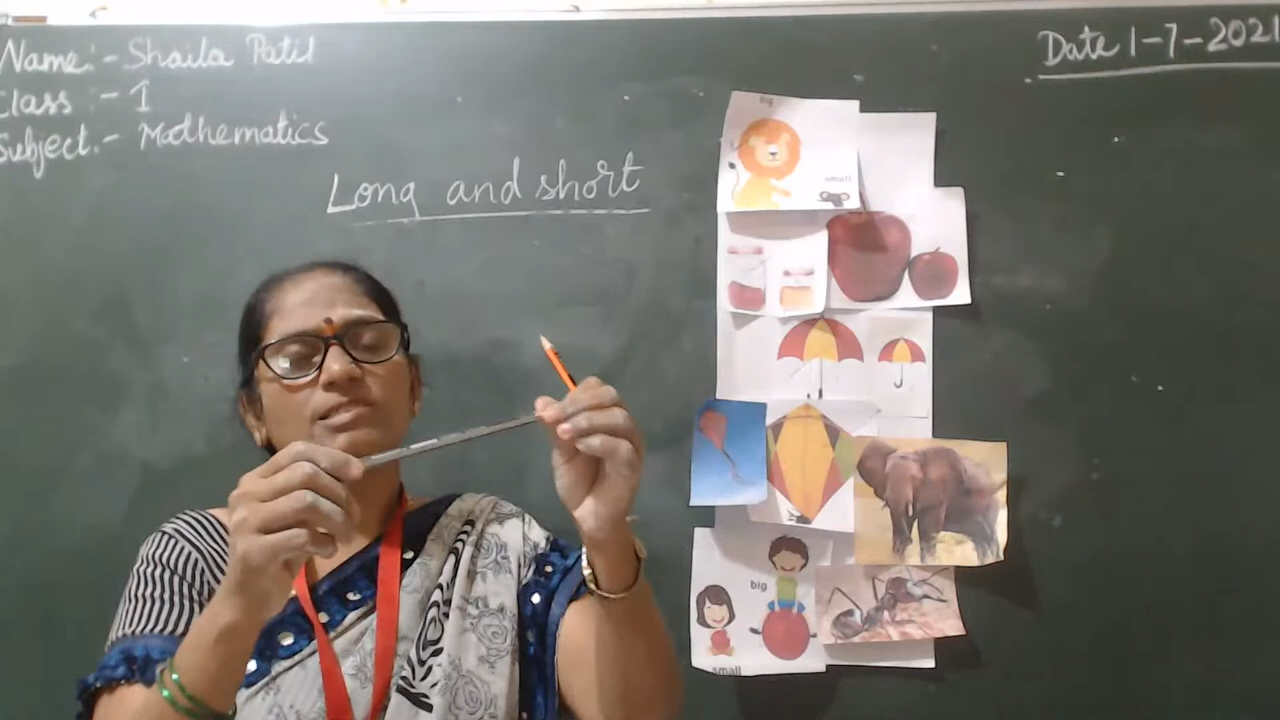 Name:- Shaila Patil
Class :- 1
Subject:- Mathematics
Date 1-7-2021
Long and short
big
small
big
small